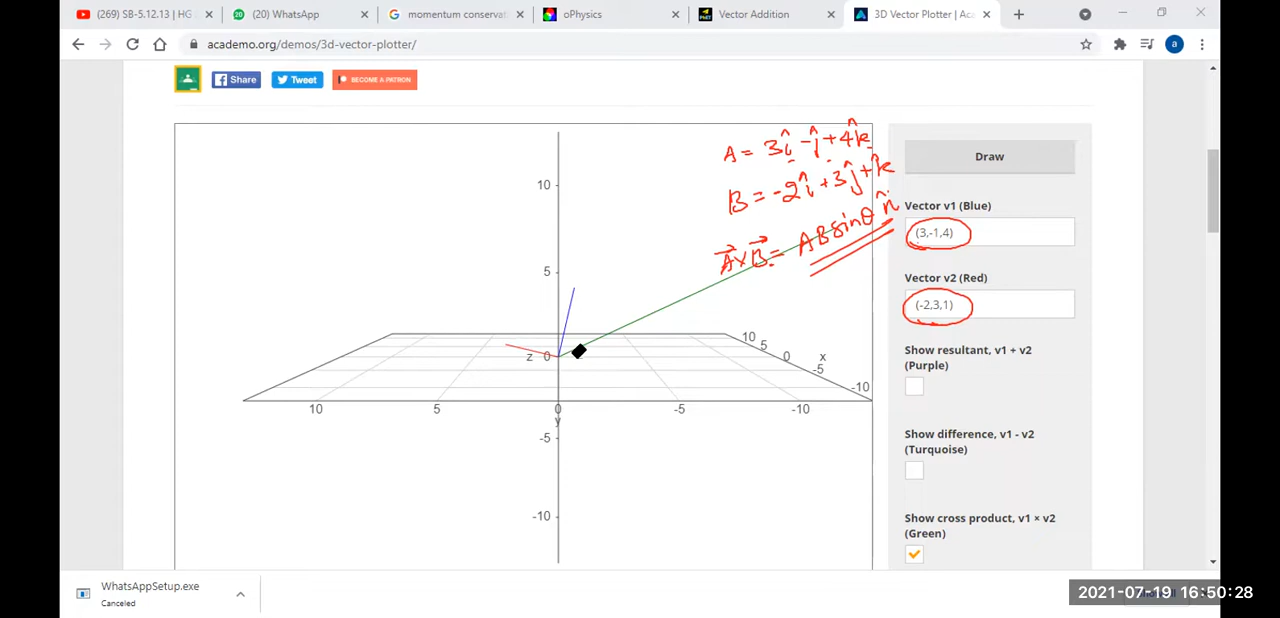 (269) SB-5.12.13 | HG
(20) WhatsApp
momentum conserva
oPhysics
Vector Addition
3D Vector Plotter | Aca
academo.org/demos/3d-vector-plotter/
a
Share
Tweet
BECOME A PATRON
A = 3î - ĵ + 4k̂
B = -2î + 3ĵ + k̂
A⃗ × B⃗ = AB sinθ n̂
Draw
Vector v1 (Blue)
(3,-1,4)
Vector v2 (Red)
(-2,3,1)
Show resultant, v1 + v2
(Purple)
Show difference, v1 - v2
(Turquoise)
Show cross product, v1 × v2
(Green)
10
5
z 0
10
5
0
-5
-10
x
10
5
0
-5
-10
y
-5
-10
WhatsAppSetup.exe
Canceled
2021-07-19 16:50:28